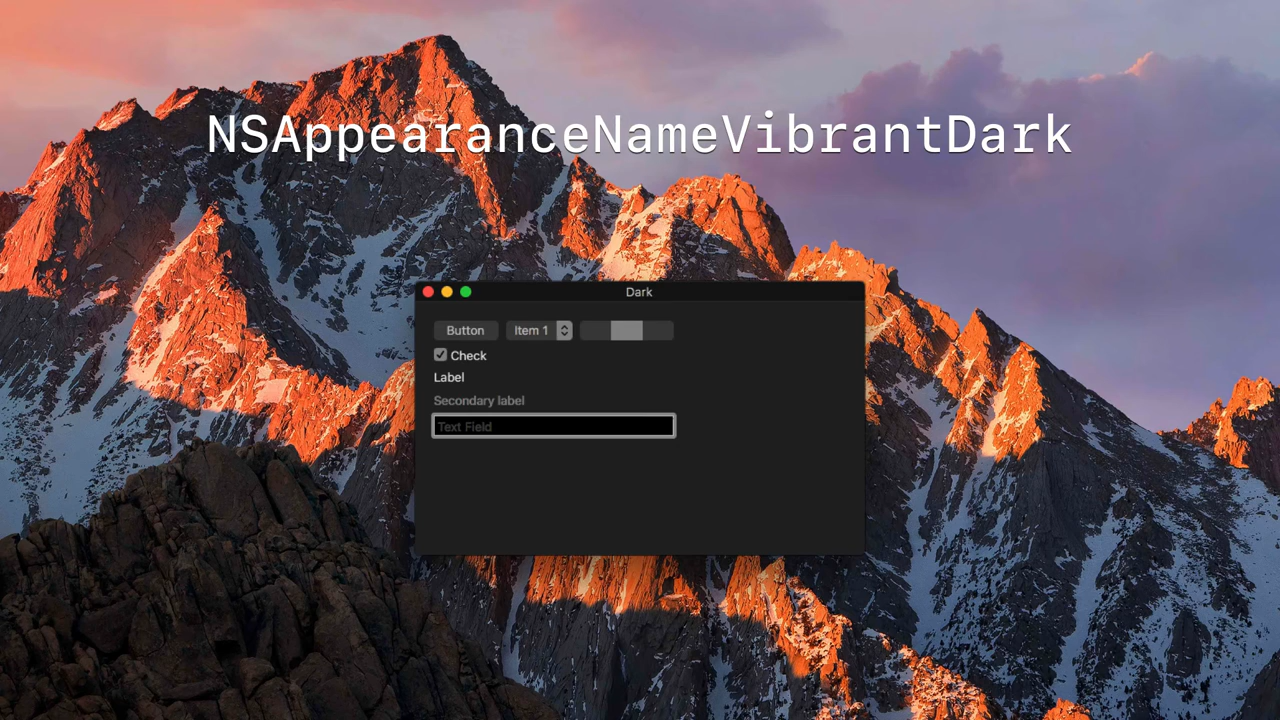 NSAppearanceNameVibrantDark
Dark
Button Item 1
Check
Label
Secondary label
Text Field